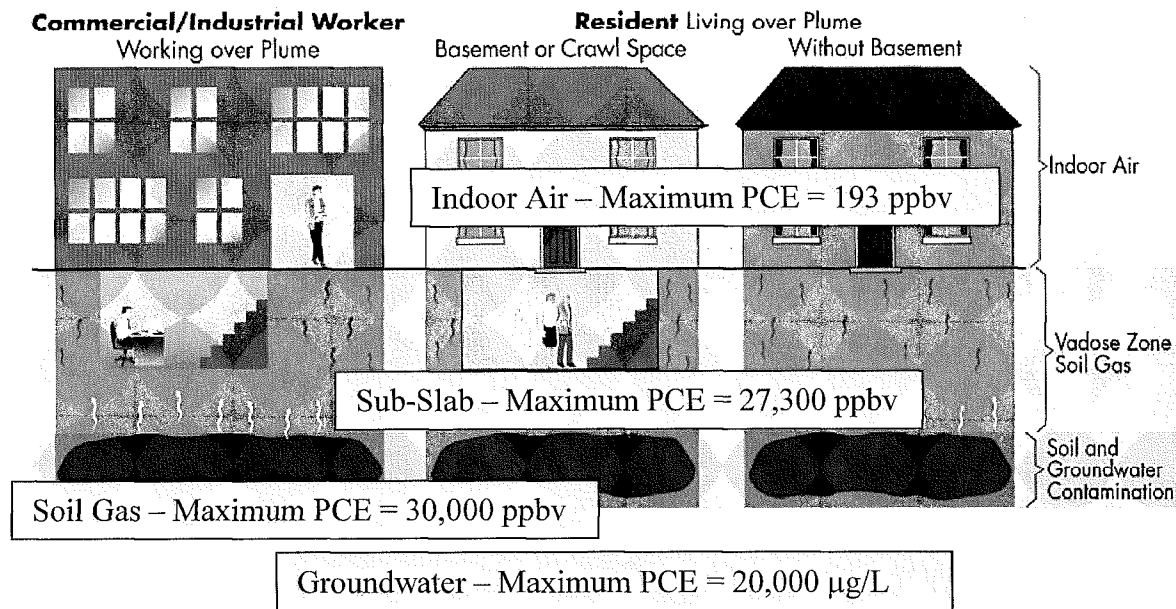 Commercial/Industrial Worker
Working over Plume
Resident Living over Plume
Basement or Crawl Space
Without Basement
Indoor Air
Indoor Air – Maximum PCE = 193 ppbv
Vadose Zone
Soil Gas
Sub-Slab – Maximum PCE = 27,300 ppbv
Soil and
Groundwater
Contamination
Soil Gas – Maximum PCE = 30,000 ppbv
Groundwater – Maximum PCE = 20,000 µg/L